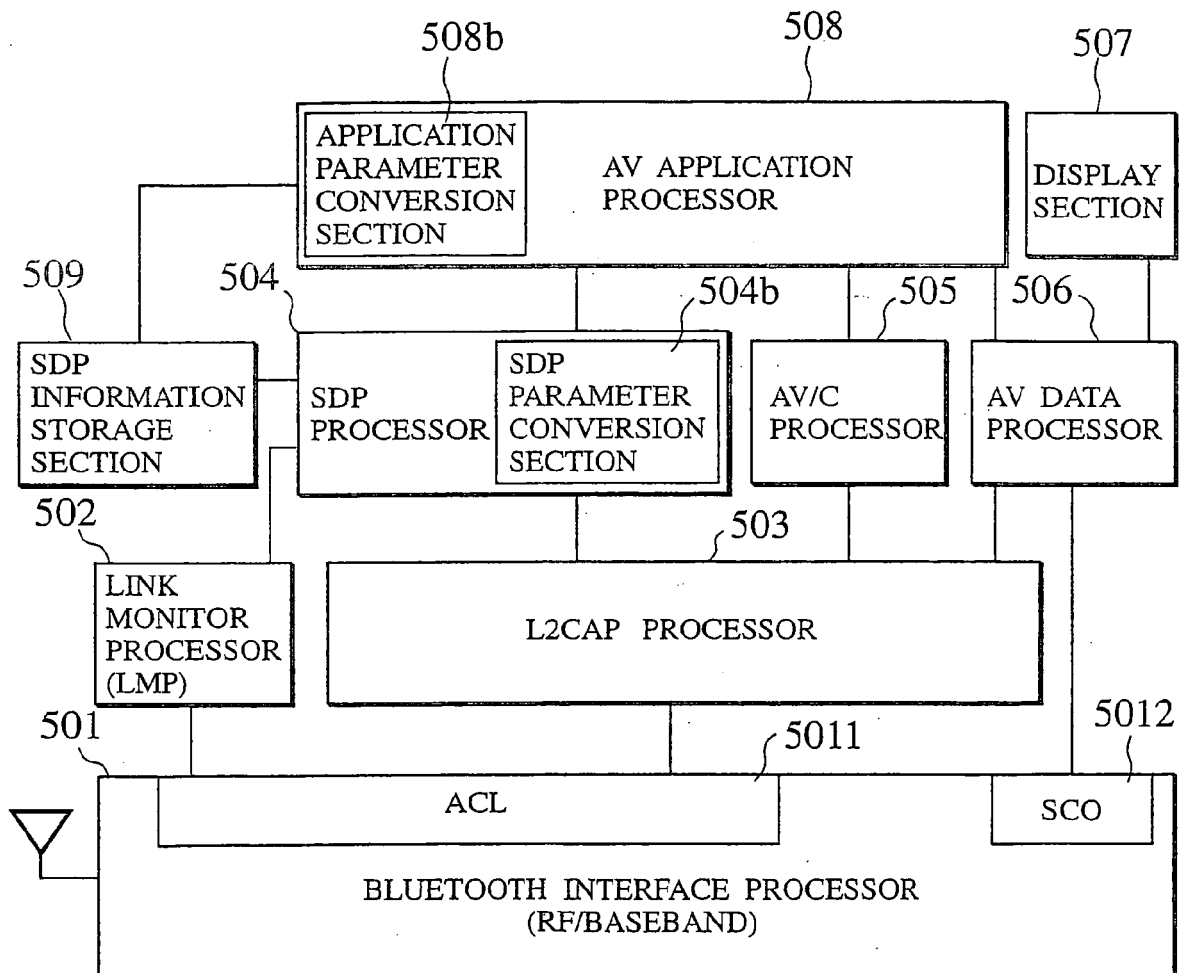 508b
508
507
APPLICATION
PARAMETER
CONVERSION
SECTION
AV APPLICATION
PROCESSOR
DISPLAY
SECTION
509
504
504b
505
506
SDP
INFORMATION
STORAGE
SECTION
SDP
PROCESSOR
SDP
PARAMETER
CONVERSION
SECTION
AV/C
PROCESSOR
AV DATA
PROCESSOR
502
503
LINK
MONITOR
PROCESSOR
(LMP)
L2CAP PROCESSOR
501
5011
5012
ACL
SCO
BLUETOOTH INTERFACE PROCESSOR
(RF/BASEBAND)